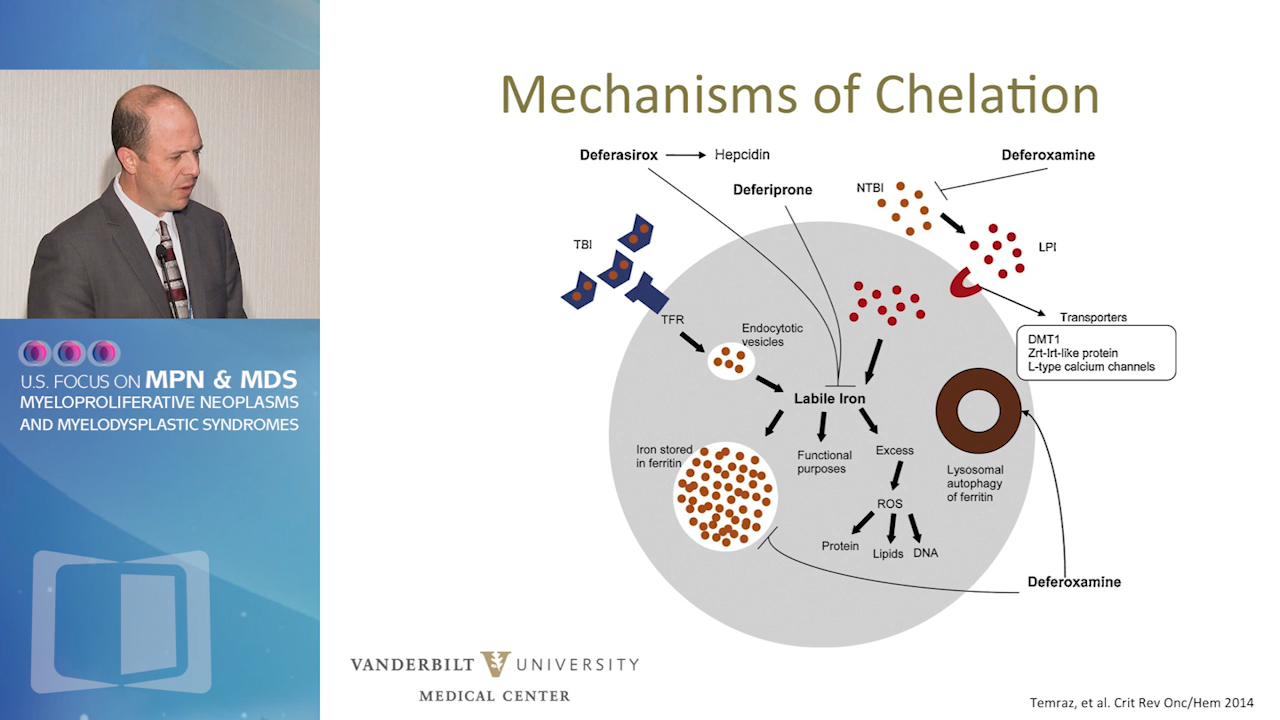 Mechanisms of Chelation
Deferasirox
Hepcidin
Deferoxamine
Deferiprone
NTBI
TBI
LPI
TFR
Endocytotic
vesicles
Transporters
DMT1
Zrt-Irt-like protein
L-type calcium channels
Labile Iron
Iron stored
in ferritin
Functional
purposes
Excess
Lysosomal
autophagy
of ferritin
ROS
Protein
Lipids
DNA
Deferoxamine
U.S. FOCUS ON MPN & MDS
MYELOPROLIFERATIVE NEOPLASMS
AND MYELODYSPLASTIC SYNDROMES
VANDERBILT UNIVERSITY
MEDICAL CENTER
Temraz, et al. Crit Rev Onc/Hem 2014